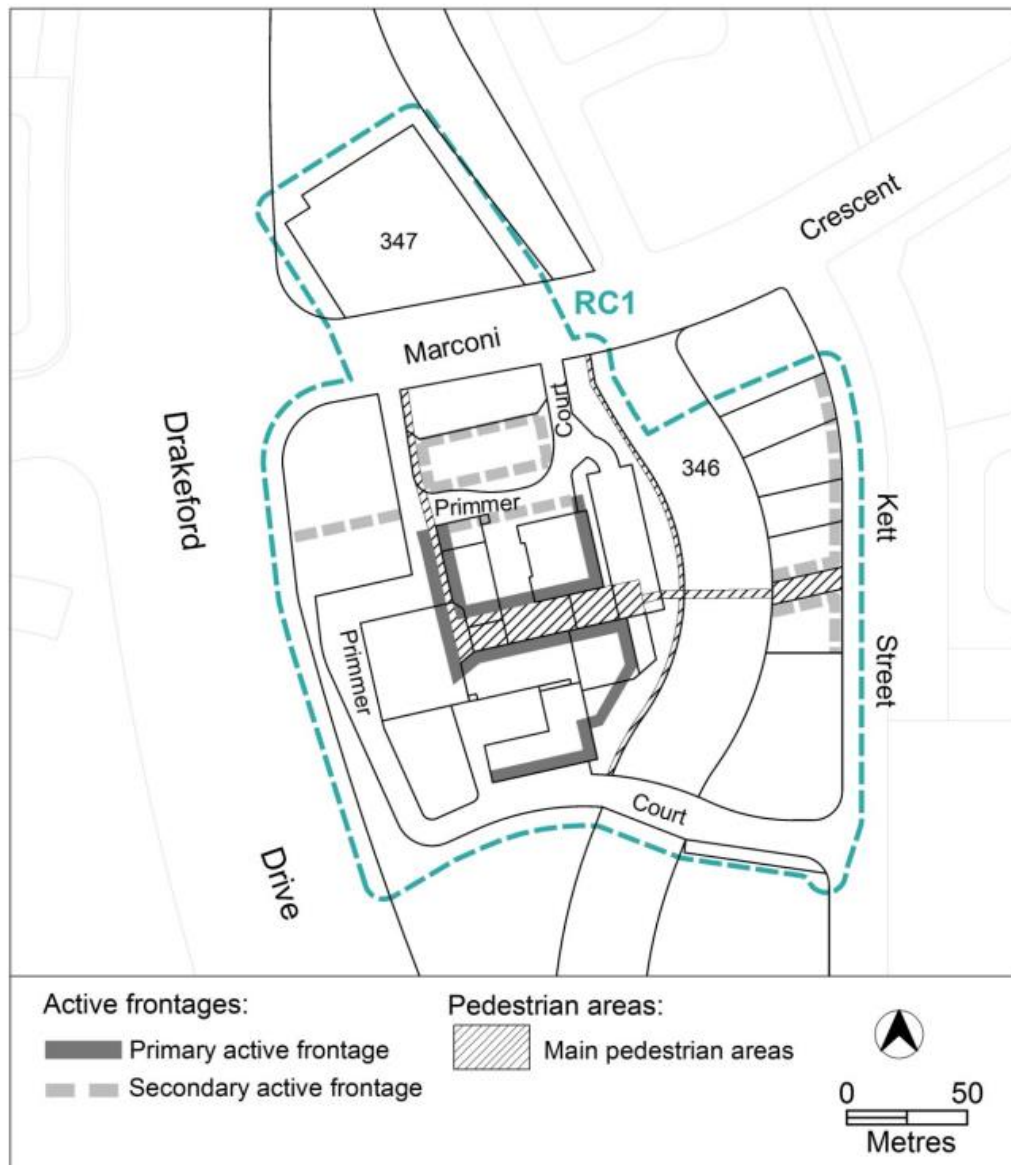 347
Crescent
RC1
Marconi
Court
Drakeford
346
Primmer
Kett
Primmer
Street
Court
Drive
Active frontages:
Primary active frontage
Secondary active frontage
Pedestrian areas:
Main pedestrian areas
0 50
Metres